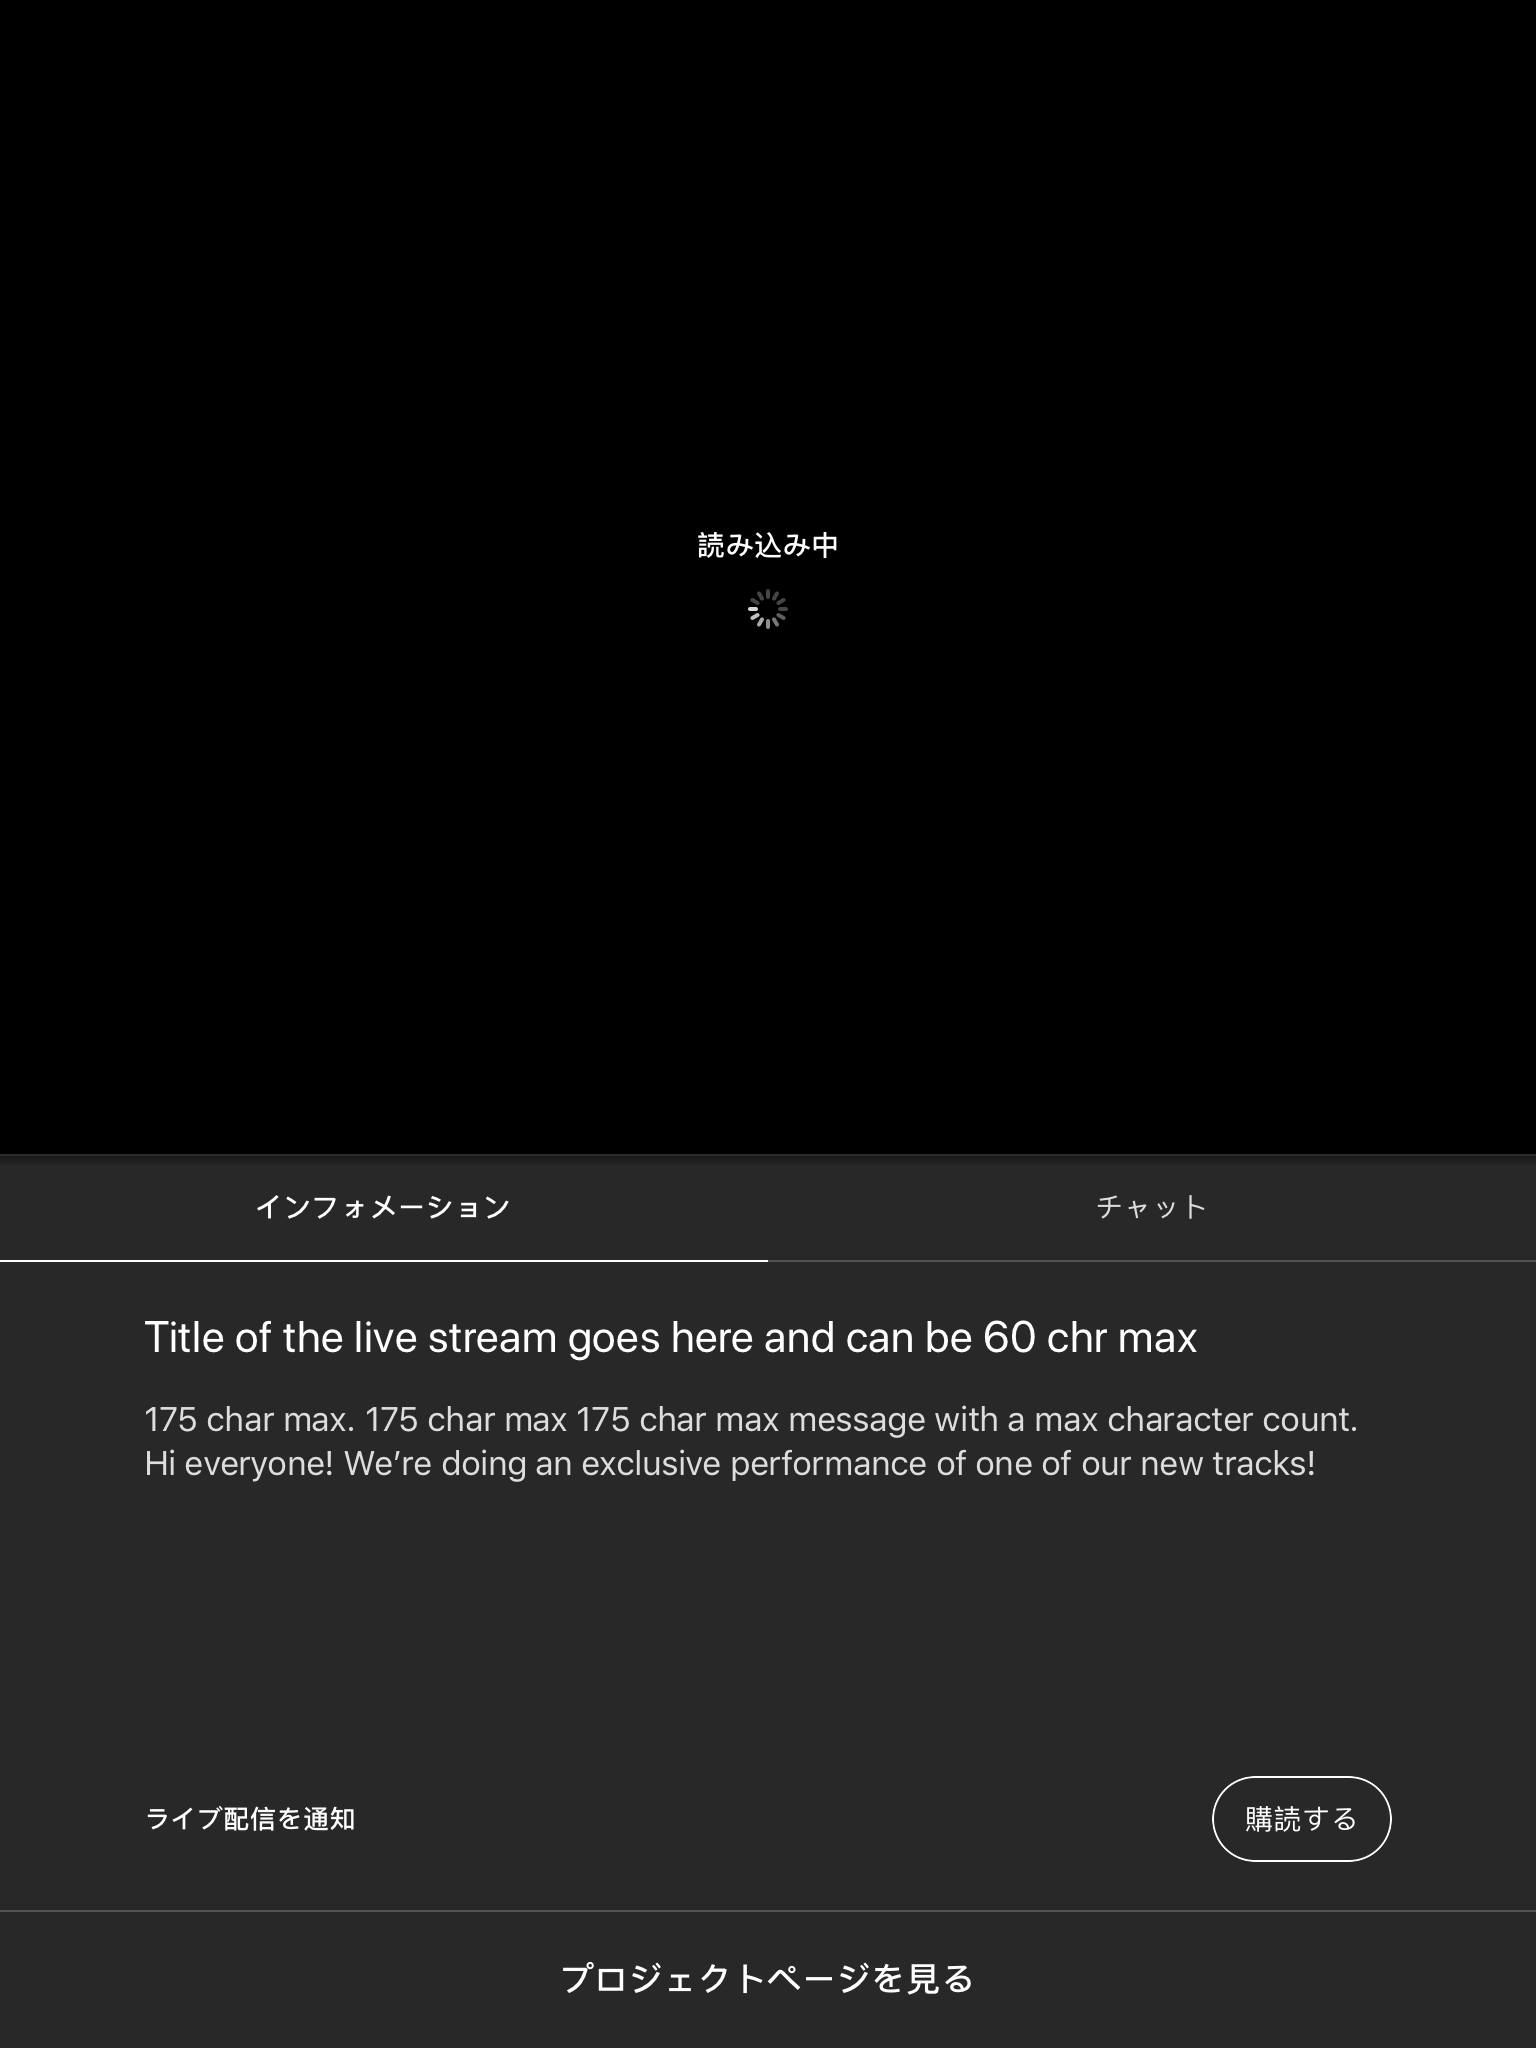 読み込み中
インフォメーション
チャット
Title of the live stream goes here and can be 60 chr max
175 char max. 175 char max 175 char max message with a max character count.
Hi everyone! We’re doing an exclusive performance of one of our new tracks!
ライブ配信を通知
購読する
プロジェクトページを見る